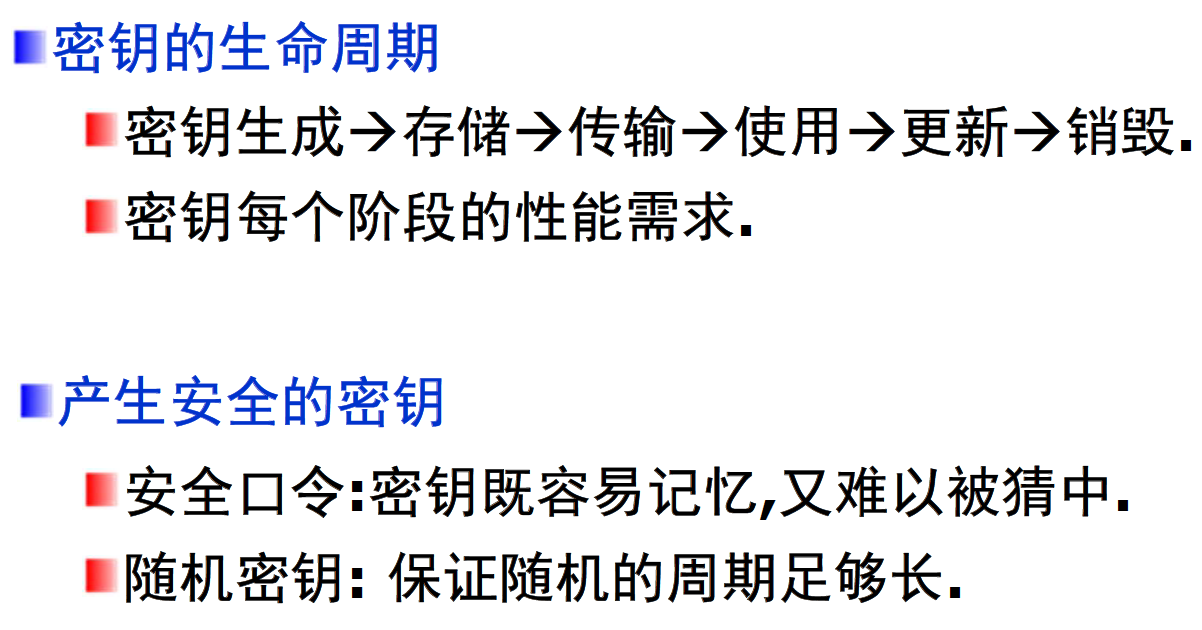 密钥的生命周期
密钥生成→存储→传输→使用→更新→销毁.
密钥每个阶段的性能需求.
产生安全的密钥
安全口令:密钥既容易记忆,又难以被猜中.
随机密钥: 保证随机的周期足够长.